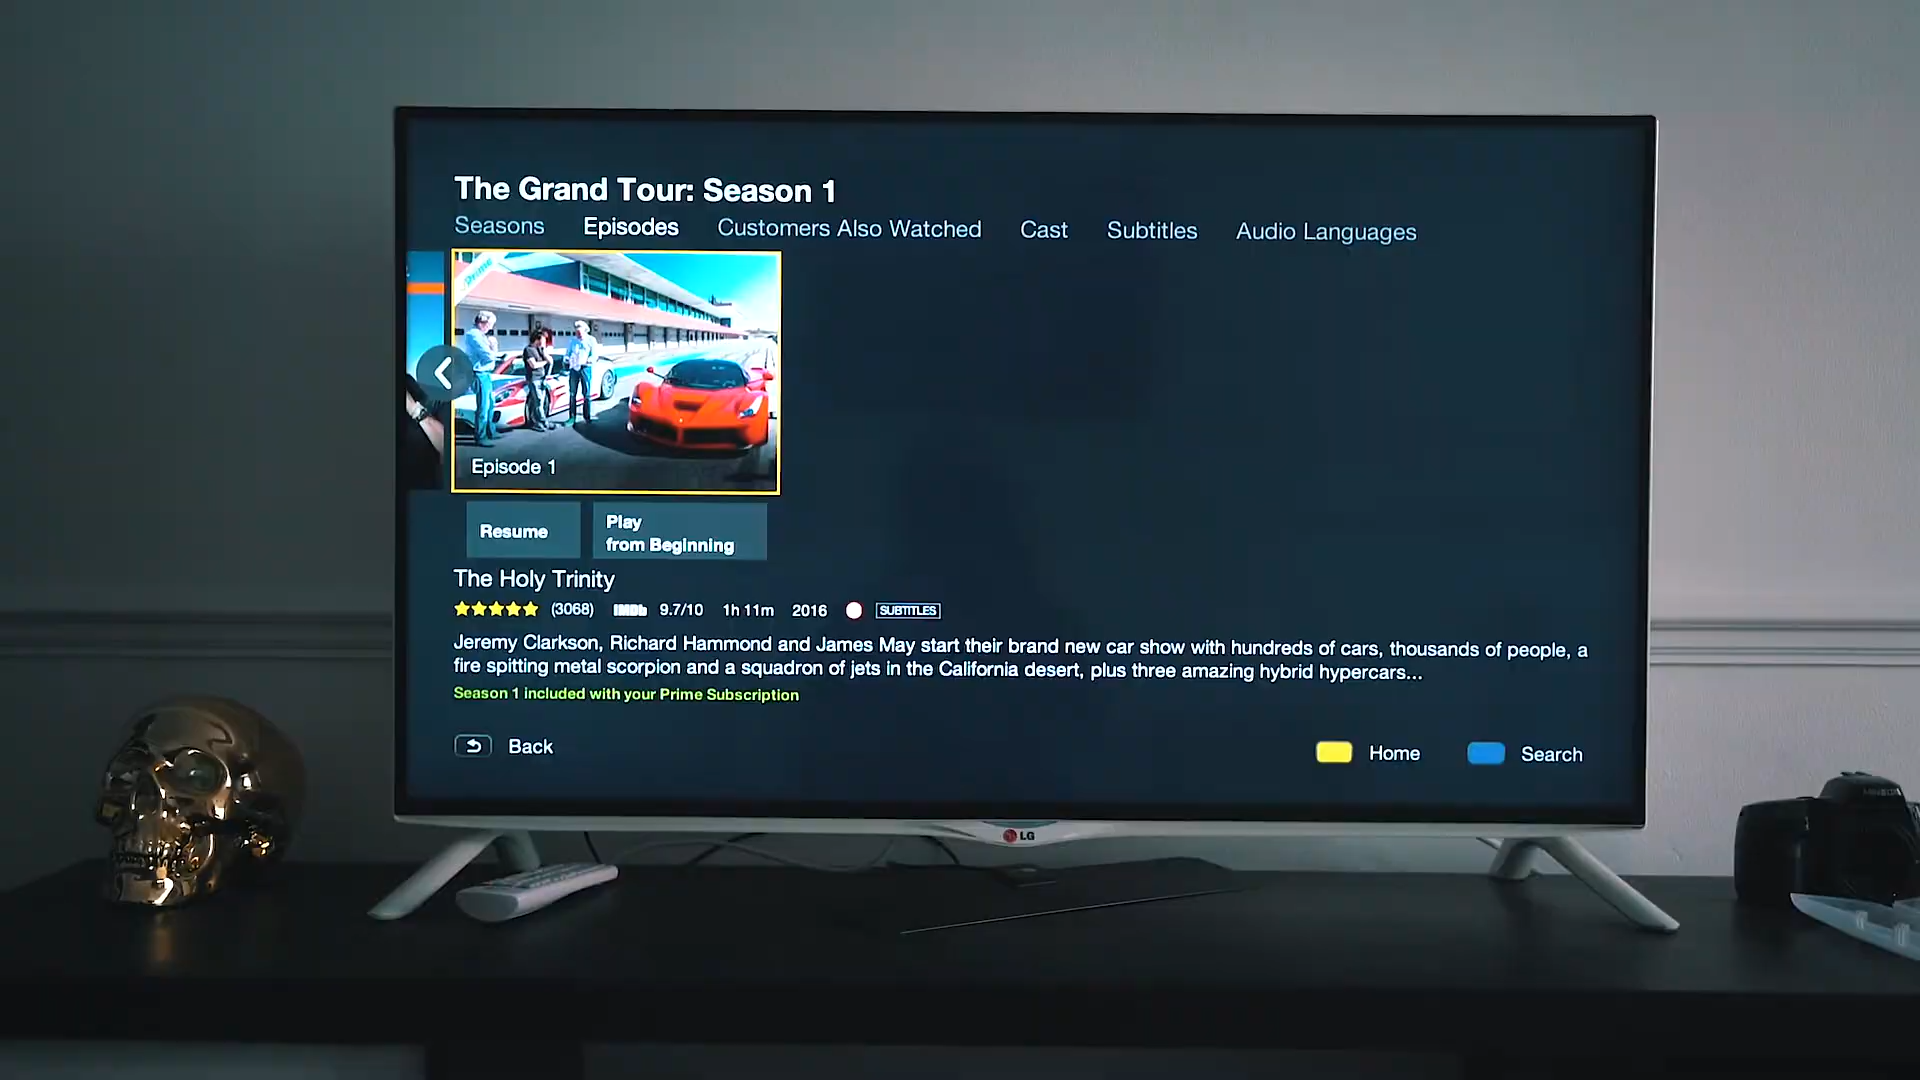 The Grand Tour: Season 1
Seasons Episodes Customers Also Watched Cast Subtitles Audio Languages
Prime
Episode 1
Resume
Play
from Beginning
The Holy Trinity
(3068) IMDb 9.7/10 1h 11m 2016 SUBTITLES
Jeremy Clarkson, Richard Hammond and James May start their brand new car show with hundreds of cars, thousands of people, a
fire spitting metal scorpion and a squadron of jets in the California desert, plus three amazing hybrid hypercars...
Season 1 included with your Prime Subscription
Back Home Search
LG
MINOLTA